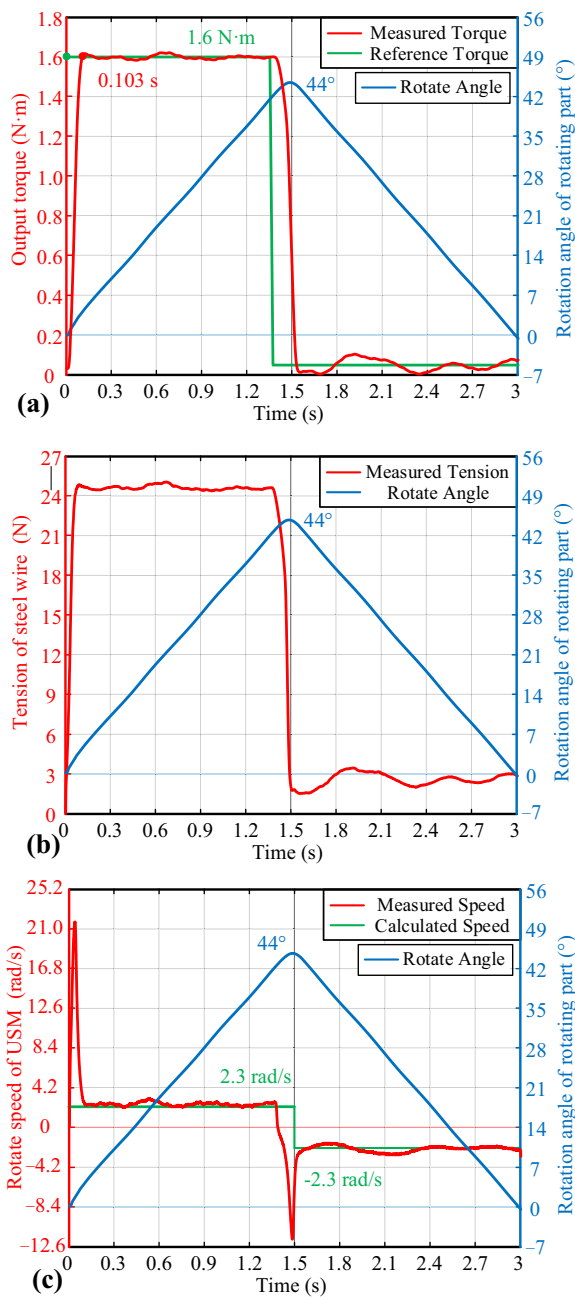 1.8
1.6
1.4
1.2
1.0
0.8
0.6
0.4
0.2
0
Output torque (N·m)
1.6 N·m
0.103 s
44°
Measured Torque
Reference Torque
Rotate Angle
56
49
42
35
28
21
14
7
0
−7
Rotation angle of rotating part (°)
0 0.3 0.6 0.9 1.2 1.5 1.8 2.1 2.4 2.7 3
Time (s)
(a)
27
24
21
18
15
12
9
6
3
0
Tension of steel wire (N)
44°
Measured Tension
Rotate Angle
56
49
42
35
28
21
14
7
0
−7
Rotation angle of rotating part (°)
0 0.3 0.6 0.9 1.2 1.5 1.8 2.1 2.4 2.7 3
Time (s)
(b)
25.2
21.0
16.8
12.6
8.4
4.2
0
−4.2
−8.4
−12.6
Rotate speed of USM (rad/s)
44°
2.3 rad/s
-2.3 rad/s
Measured Speed
Calculated Speed
Rotate Angle
56
49
42
35
28
21
14
7
0
−7
Rotation angle of rotating part (°)
0 0.3 0.6 0.9 1.2 1.5 1.8 2.1 2.4 2.7 3
Time (s)
(c)